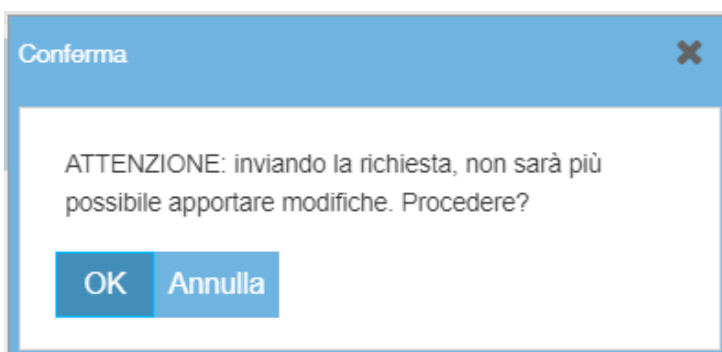 Conferma
ATTENZIONE: inviando la richiesta, non sarà più
possibile apportare modifiche. Procedere?
OK Annulla